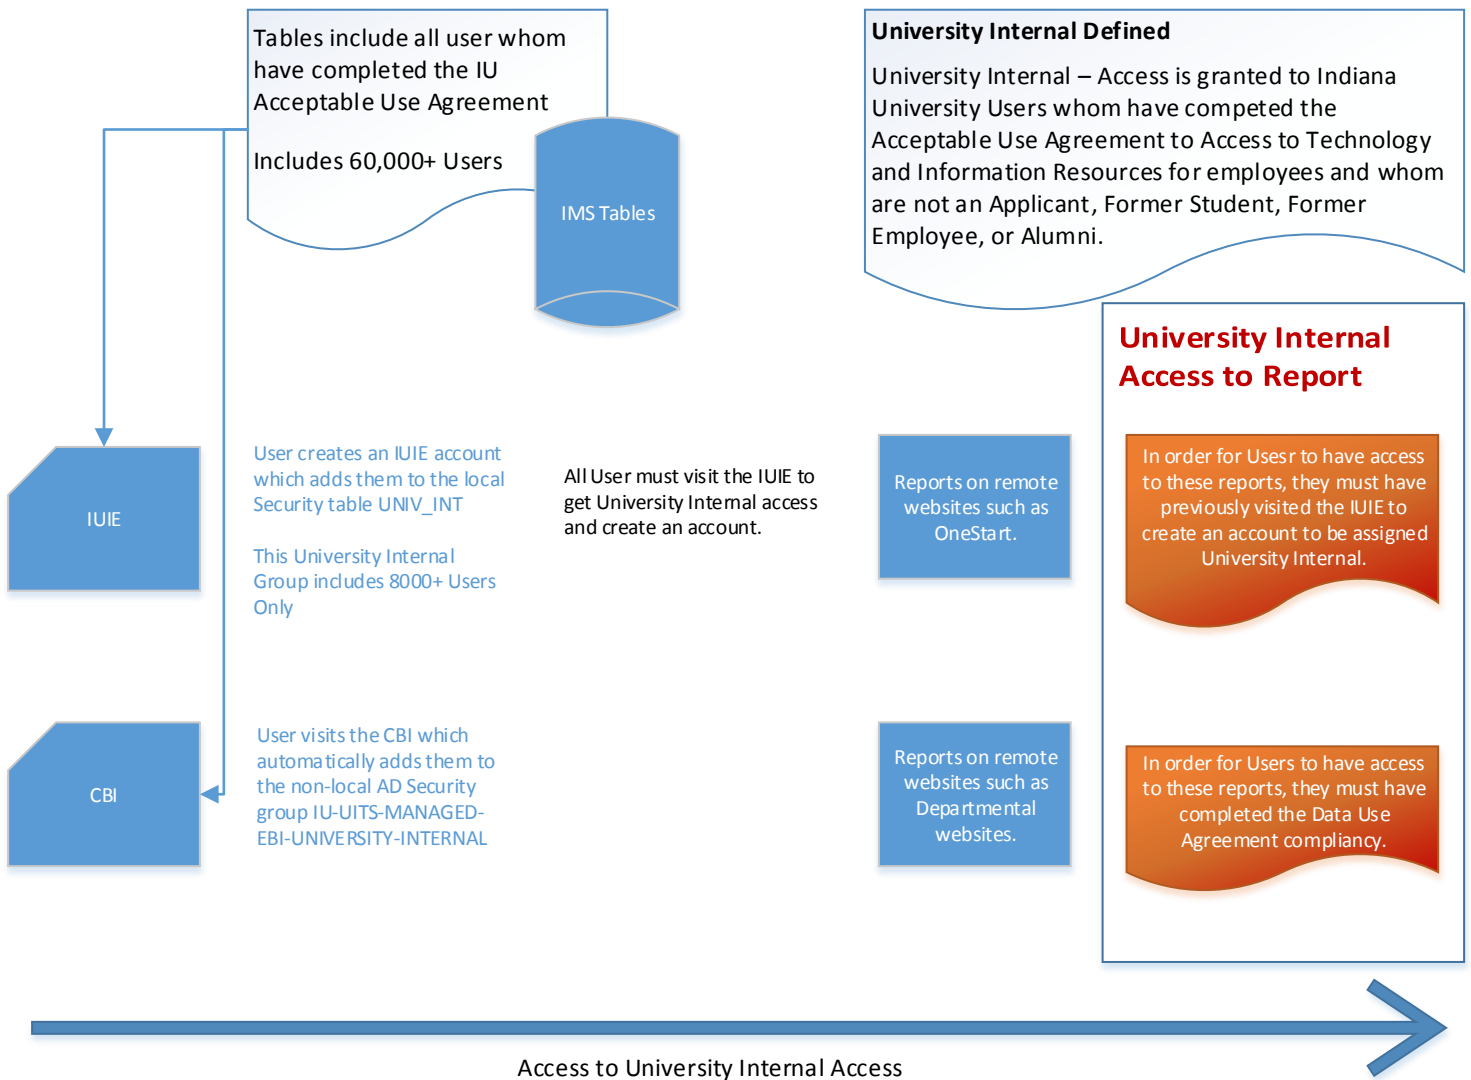 Tables include all user whom
have completed the IU
Acceptable Use Agreement
Includes 60,000+ Users
IMS Tables
University Internal Defined
University Internal – Access is granted to Indiana
University Users whom have competed the
Acceptable Use Agreement to Access to Technology
and Information Resources for employees and whom
are not an Applicant, Former Student, Former
Employee, or Alumni.
University Internal
Access to Report
IUIE
User creates an IUIE account
which adds them to the local
Security table UNIV_INT
This University Internal
Group includes 8000+ Users
Only
All User must visit the IUIE to
get University Internal access
and create an account.
Reports on remote
websites such as
OneStart.
In order for Usesr to have access
to these reports, they must have
previously visited the IUIE to
create an account to be assigned
University Internal.
CBI
User visits the CBI which
automatically adds them to
the non-local AD Security
group IU-UITS-MANAGED-
EBI-UNIVERSITY-INTERNAL
Reports on remote
websites such as
Departmental
websites.
In order for Users to have access
to these reports, they must have
completed the Data Use
Agreement compliancy.
Access to University Internal Access